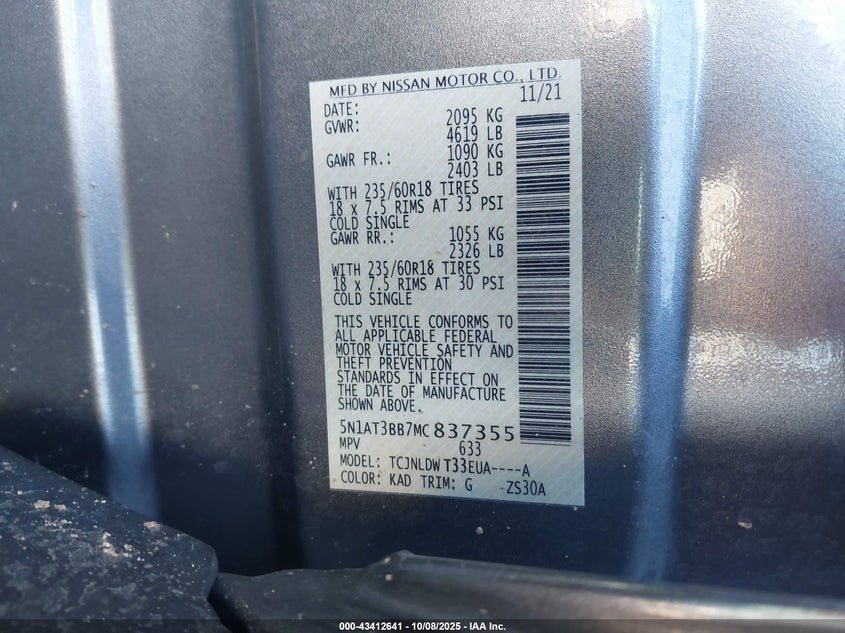 MFD BY NISSAN MOTOR CO., LTD.
DATE: 11/21
GVWR: 2095 KG
4619 LB
GAWR FR.: 1090 KG
2403 LB
WITH 235/60R18 TIRES
18 x 7.5 RIMS AT 33 PSI
COLD SINGLE
GAWR RR.: 1055 KG
2326 LB
WITH 235/60R18 TIRES
18 x 7.5 RIMS AT 30 PSI
COLD SINGLE
THIS VEHICLE CONFORMS TO
ALL APPLICABLE FEDERAL
MOTOR VEHICLE SAFETY AND
THEFT PREVENTION
STANDARDS IN EFFECT ON
THE DATE OF MANUFACTURE
SHOWN ABOVE.
5N1AT3BB7MC837355
MPV 633
MODEL: TCJNLDW T33EUA----A
COLOR: KAD TRIM: G -ZS30A
000-43412641 - 10/08/2025 - IAA Inc.